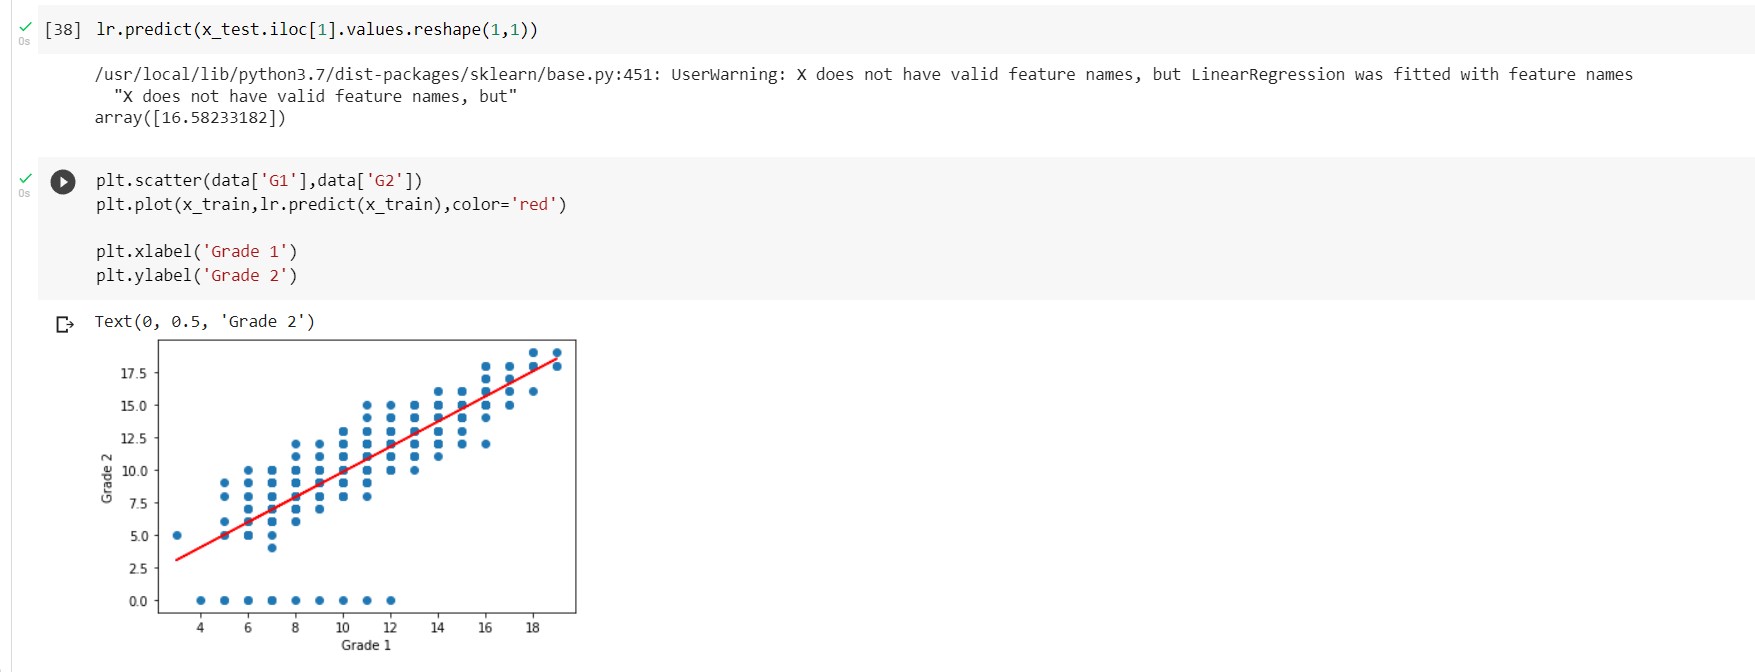 [38] lr.predict(x_test.iloc[1].values.reshape(1,1))
0s
/usr/local/lib/python3.7/dist-packages/sklearn/base.py:451: UserWarning: X does not have valid feature names, but LinearRegression was fitted with feature names
"X does not have valid feature names, but"
array([16.58233182])
plt.scatter(data['G1'],data['G2'])
0s
plt.plot(x_train,lr.predict(x_train),color='red')
plt.xlabel('Grade 1')
plt.ylabel('Grade 2')
Text(0, 0.5, 'Grade 2')
17.5
15.0
12.5
10.0
Grade 2
7.5
5.0
2.5
0.0
4 6 8 10 12 14 16 18
Grade 1